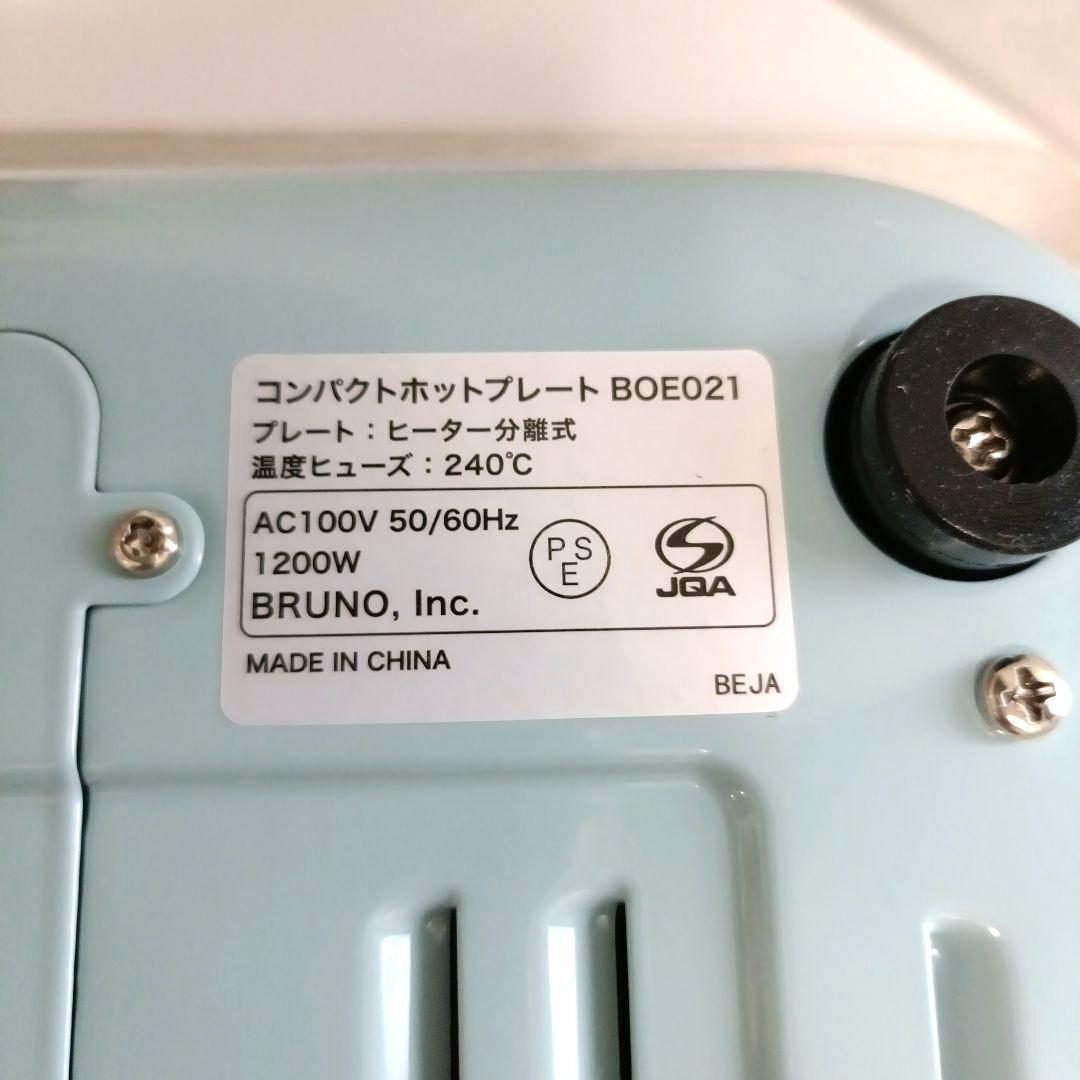 コンパクトホットプレート BOE021
プレート：ヒーター分離式
温度ヒューズ：240℃
AC100V 50/60Hz
1200W
BRUNO, Inc.
PSE
JQA
MADE IN CHINA
BEJA